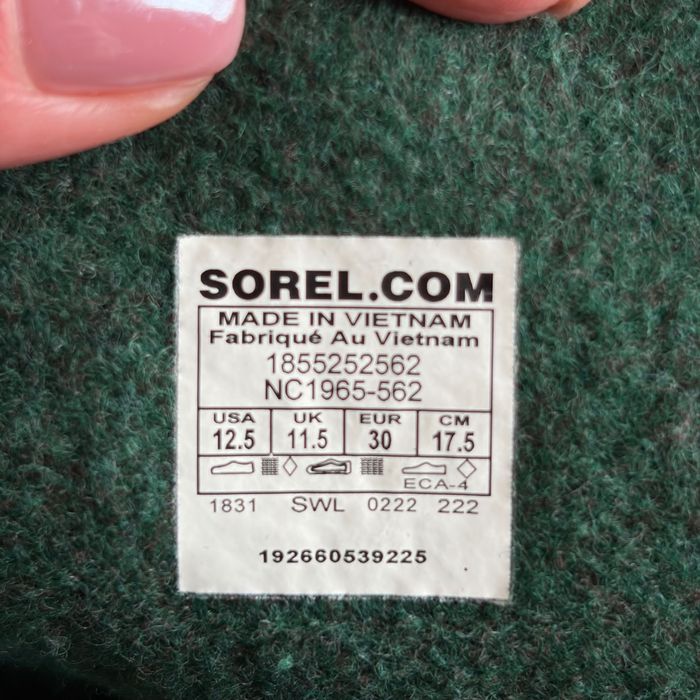 SOREL.COM
MADE IN VIETNAM
Fabriqué Au Vietnam
1855252562
NC1965-562
USA UK EUR CM
12.5 11.5 30 17.5
ECA-4
1831 SWL 0222 222
192660539225